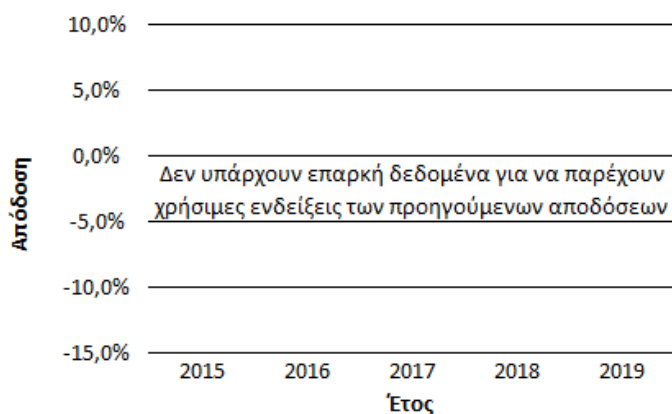 10,0%
5,0%
0,0%
Δεν υπάρχουν επαρκή δεδομένα για να παρέχουν
χρήσιμες ενδείξεις των προηγούμενων αποδόσεων
-5,0%
-10,0%
-15,0%
Απόδοση
2015 2016 2017 2018 2019
Έτος